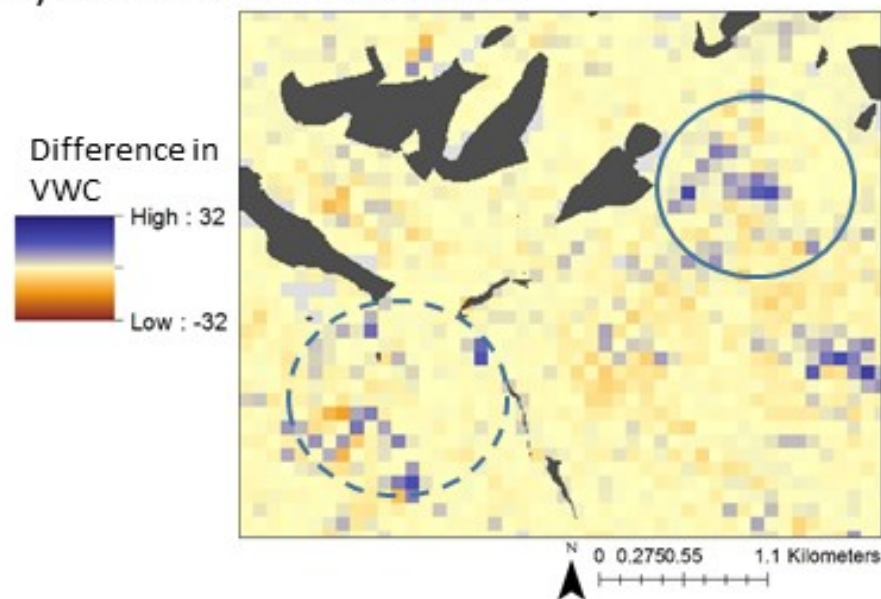 Difference in
VWC
High : 32
Low : -32
N
0 0.2750.55 1.1 Kilometers